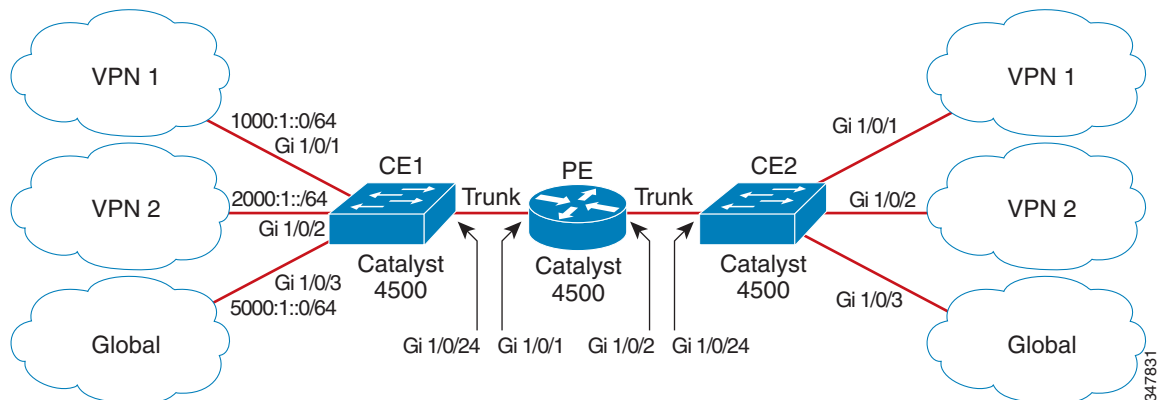 VPN 1
1000:1::0/64
Gi 1/0/1
VPN 2
2000:1::/64
Gi 1/0/2
Global
Gi 1/0/3
5000:1::0/64
CE1
Catalyst
4500
Trunk
PE
Catalyst
4500
Trunk
CE2
Catalyst
4500
Gi 1/0/24
Gi 1/0/1
Gi 1/0/2
Gi 1/0/24
Gi 1/0/1
VPN 1
Gi 1/0/2
VPN 2
Gi 1/0/3
Global
347831